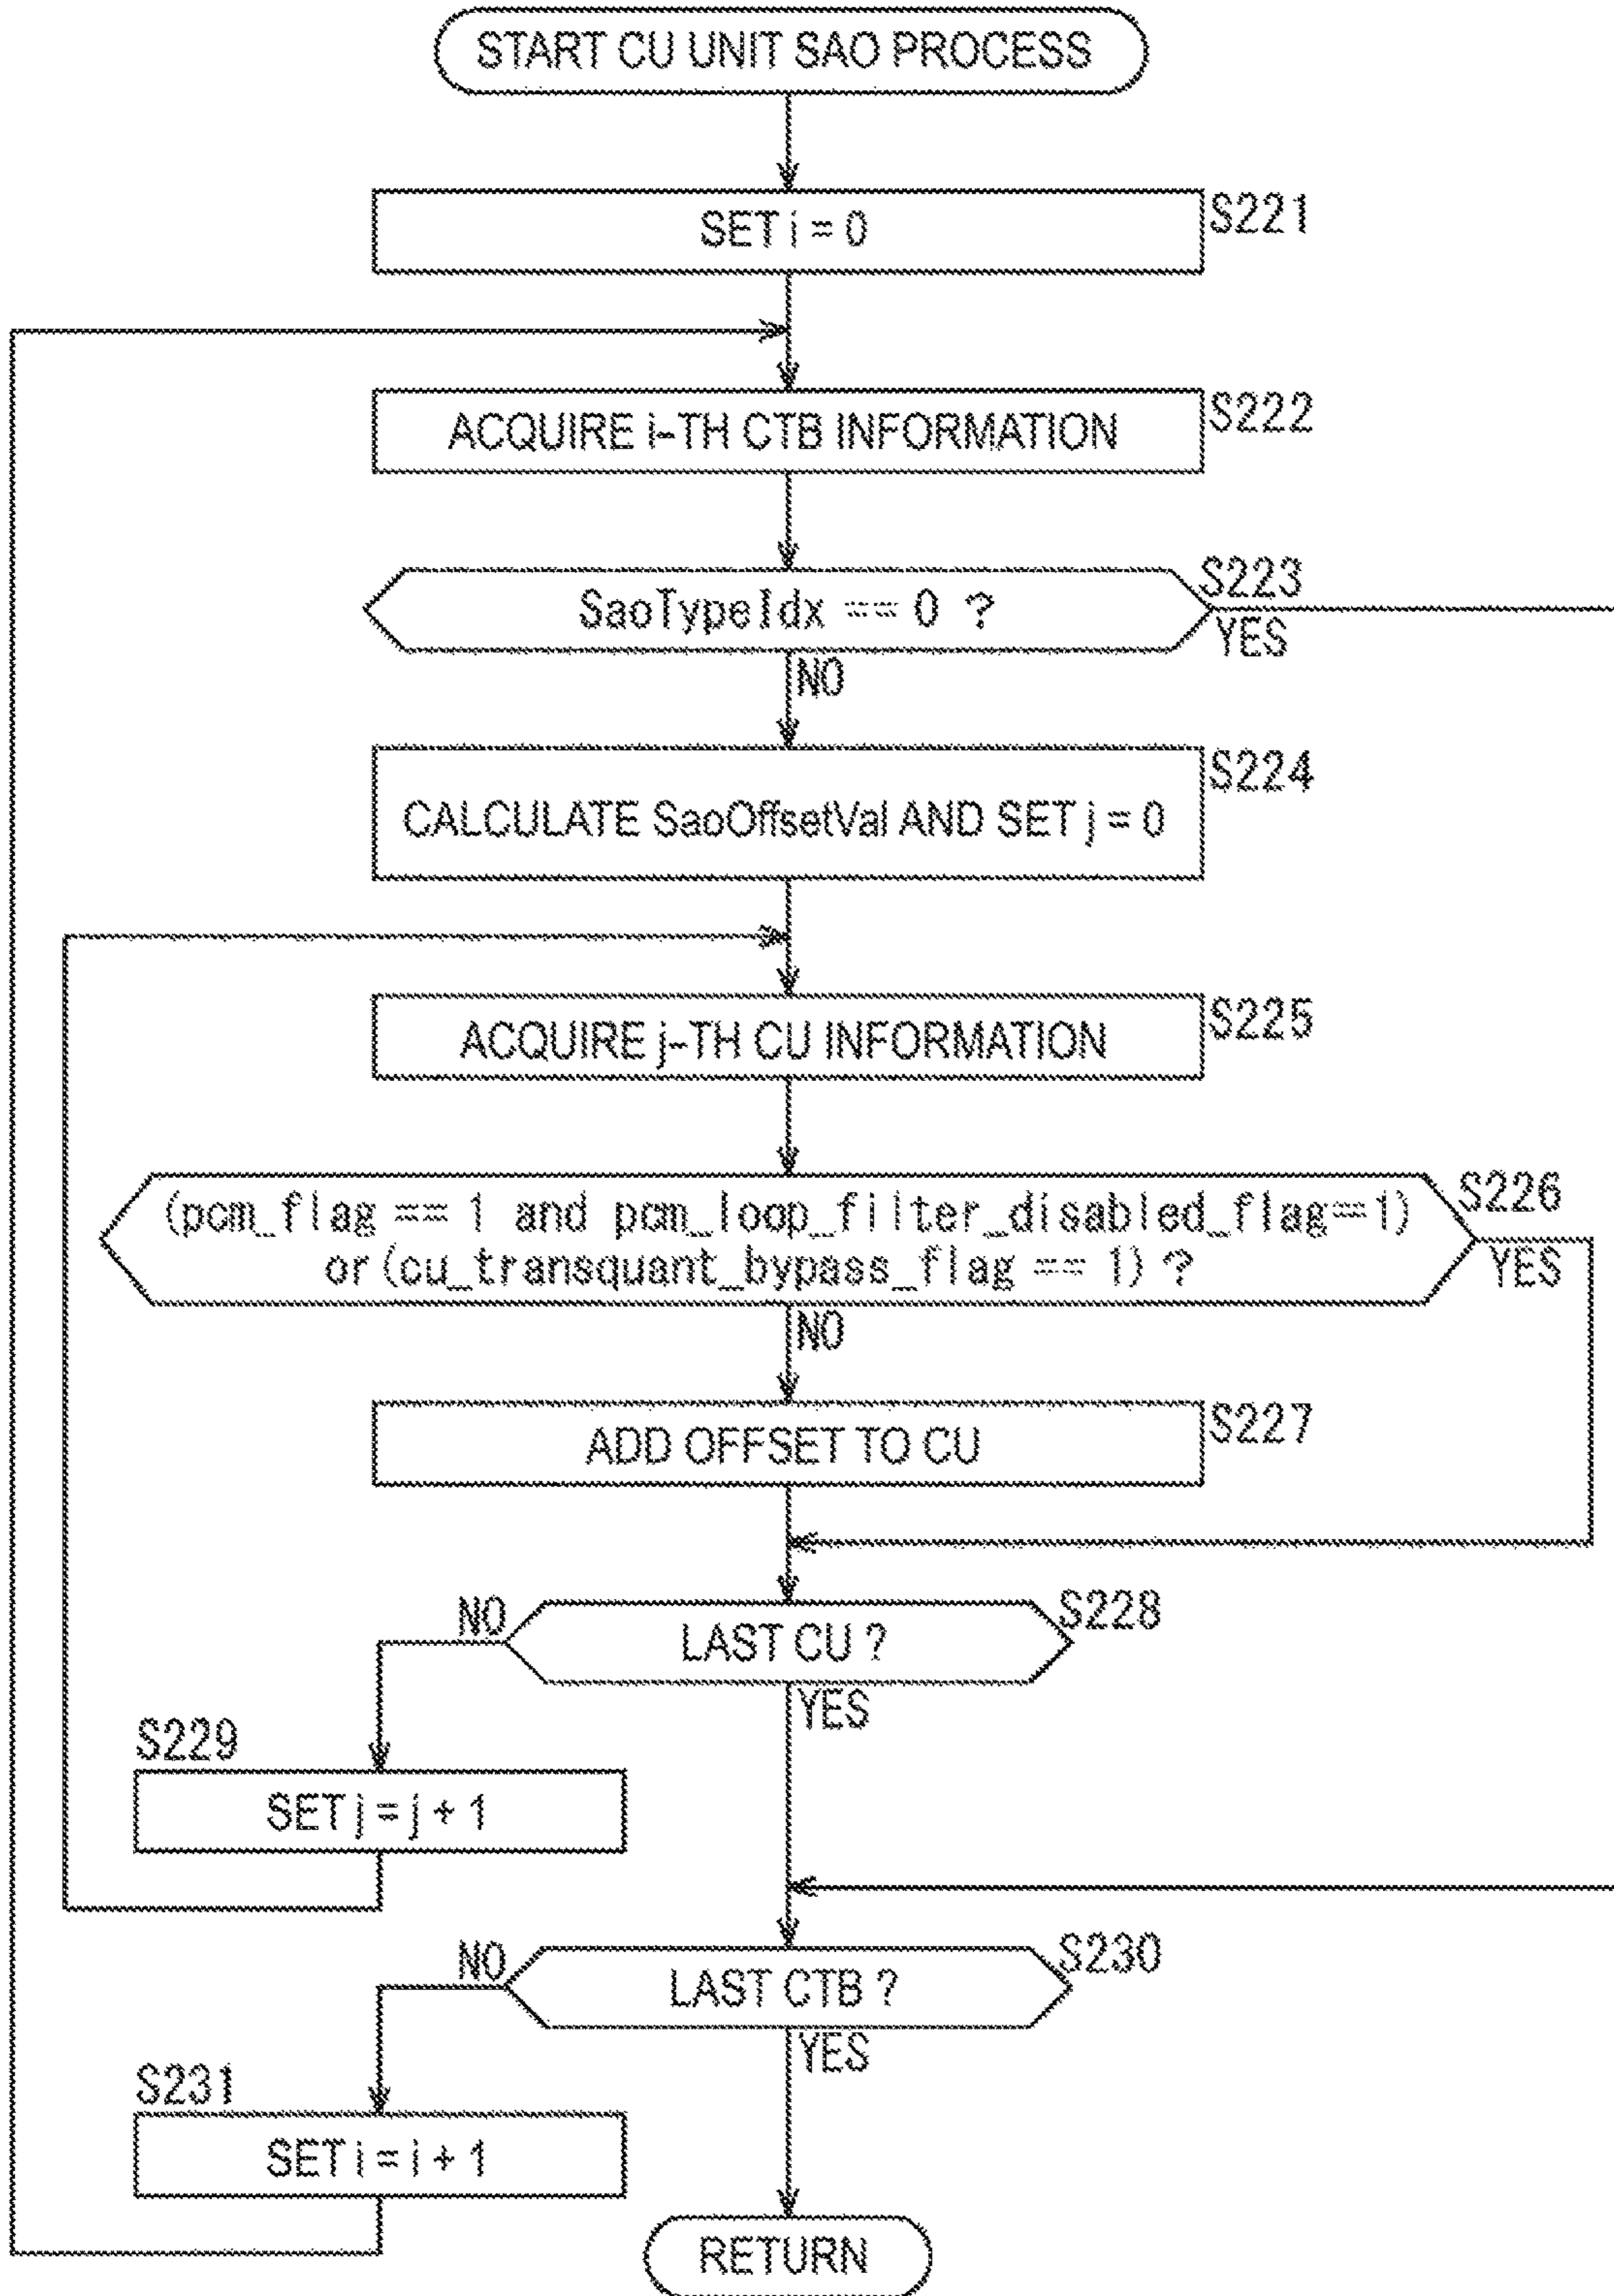 START CU UNIT SAO PROCESS
SET i = 0
S221
ACQUIRE i-TH CTB INFORMATION
S222
SaoTypeIdx == 0 ?
S223
YES
NO
CALCULATE SaoOffsetVal AND SET j = 0
S224
ACQUIRE j-TH CU INFORMATION
S225
(pcm_flag == 1 and pcm_loop_filter_disabled_flag==1)
or (cu_transquant_bypass_flag == 1) ?
S226
YES
NO
ADD OFFSET TO CU
S227
LAST CU ?
S228
NO
YES
S229
SET j = j + 1
LAST CTB ?
S230
NO
YES
S231
SET i = i + 1
RETURN